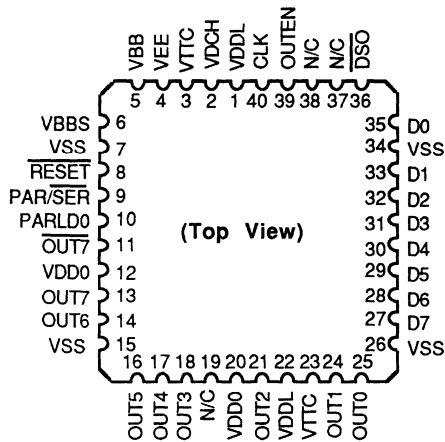 VBB VEE VTTC VDCH VDDL CLK OUTEN N/C N/C D̅S̅O̅
5 4 3 2 1 40 39 38 37 36
VBBS 6
VSS 7
R̅E̅S̅E̅T̅ 8
PAR/S̅E̅R̅ 9
PARLD0 10
O̅U̅T̅7̅ 11
VDD0 12
OUT7 13
OUT6 14
VSS 15
(Top View)
35 D0
34 VSS
33 D1
32 D2
31 D3
30 D4
29 D5
28 D6
27 D7
26 VSS
16 17 18 19 20 21 22 23 24 25
OUT5 OUT4 OUT3 N/C VDD0 OUT2 VDDL VTTC OUT1 OUT0